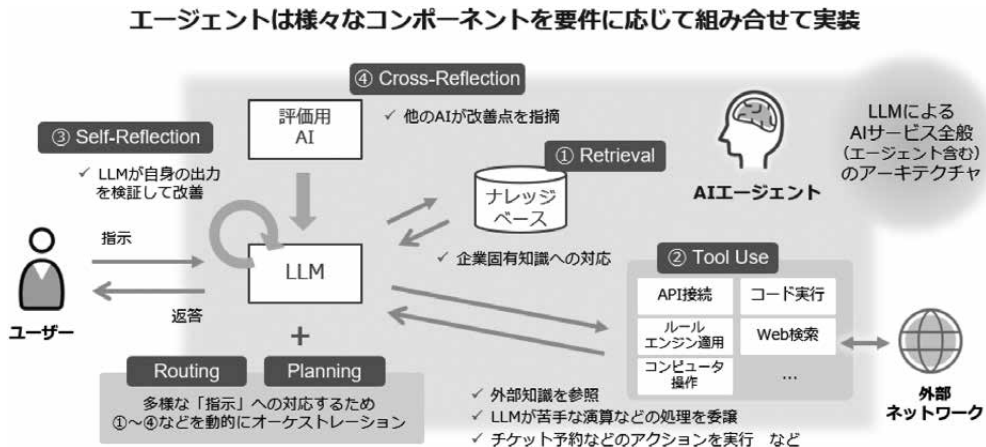 エージェントは様々なコンポーネントを要件に応じて組み合せて実装
④ Cross-Reflection
評価用
AI
✓ 他のAIが改善点を指摘
③ Self-Reflection
✓ LLMが自身の出力
を検証して改善
① Retrieval
ナレッジ
ベース
✓ 企業固有知識への対応
AIエージェント
LLMによる
AIサービス全般
(エージェント含む)
のアーキテクチャ
指示
LLM
返答
ユーザー
② Tool Use
API接続
コード実行
ルール
エンジン適用
Web検索
コンピュータ
操作
…
外部
ネットワーク
+
Routing
Planning
多様な「指示」への対応するため
①～④などを動的にオーケストレーション
✓ 外部知識を参照
✓ LLMが苦手な演算などの処理を委譲
✓ チケット予約などのアクションを実行 など